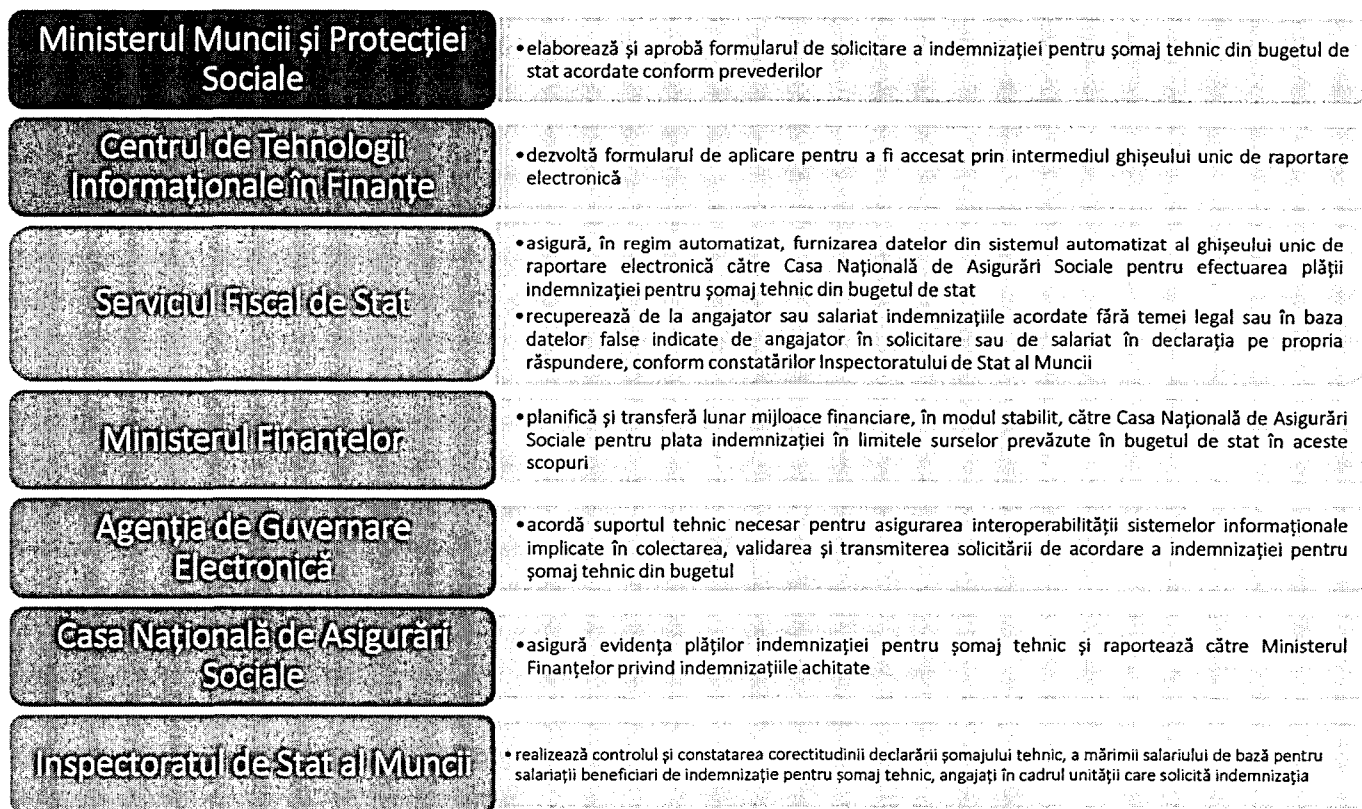 Ministerul Muncii și Protecției
Sociale
•elaborează și aprobă formularul de solicitare a indemnizației pentru șomaj tehnic din bugetul de
stat acordate conform prevederilor
Centrul de Tehnologii
Informaționale în Finanțe
•dezvoltă formularul de aplicare pentru a fi accesat prin intermediul ghișeului unic de raportare
electronică
Serviciul Fiscal de Stat
•asigură, în regim automatizat, furnizarea datelor din sistemul automatizat al ghișeului unic de
raportare electronică către Casa Națională de Asigurări Sociale pentru efectuarea plății
indemnizației pentru șomaj tehnic din bugetul de stat
•recuperează de la angajator sau salariat indemnizațiile acordate fără temei legal sau în baza
datelor false indicate de angajator în solicitare sau de salariat în declarația pe propria
răspundere, conform constatărilor Inspectoratului de Stat al Muncii
Ministerul Finanțelor
•planifică și transferă lunar mijloace financiare, în modul stabilit, către Casa Națională de Asigurări
Sociale pentru plata indemnizației în limitele surselor prevăzute în bugetul de stat în aceste
scopuri
Agenția de Guvernare
Electronică
•acordă suportul tehnic necesar pentru asigurarea interoperabilității sistemelor informaționale
implicate în colectarea, validarea și transmiterea solicitării de acordare a indemnizației pentru
șomaj tehnic din bugetul
Casa Națională de Asigurări
Sociale
•asigură evidența plăților indemnizației pentru șomaj tehnic și raportează către Ministerul
Finanțelor privind indemnizațiile achitate
Inspectoratul de Stat al Muncii
• realizează controlul și constatarea corectitudinii declarării șomajului tehnic, a mărimii salariului de bază pentru
salariații beneficiari de indemnizație pentru șomaj tehnic, angajați în cadrul unității care solicită indemnizația